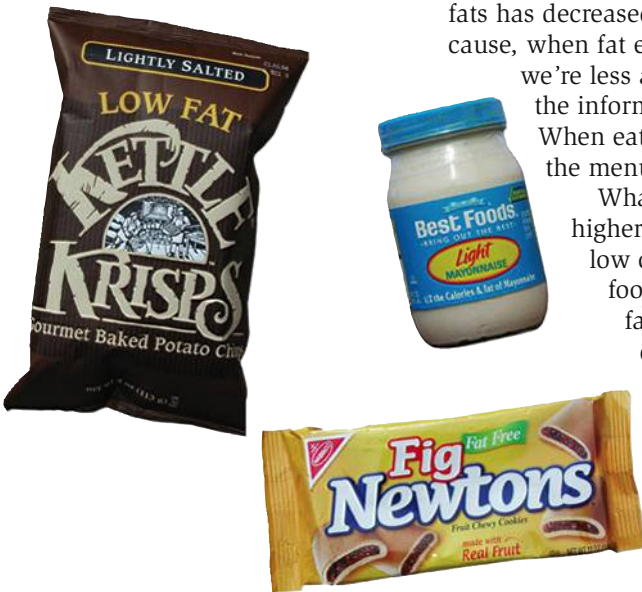 fats has decreased
cause, when fat e
we're less a
the inforn
When eat
the menu
Wha
higher
low c
foo
fa
LIGHTLY SALTED
LOW FAT
KETTLE
KRISPS
Gourmet Baked Potato Chips
Best Foods
BRING OUT THE BEST
Light
MAYONNAISE
1/2 the Calories & fat of Mayonnaise
Fat Free
Fig
Newtons
Fruit Chewy Cookies
made with
Real Fruit